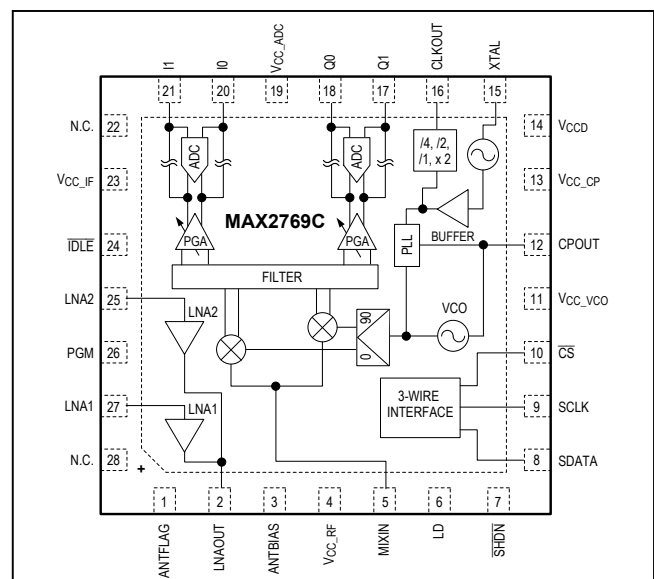 I1
I0
VCC_ADC
Q0
Q1
CLKOUT
XTAL
21
20
19
18
17
16
15
N.C.
22
VCC_IF
23
IDLE
24
LNA2
25
PGM
26
LNA1
27
N.C.
28
ADC
ADC
/4, /2,
/1, x 2
PGA
MAX2769C
PGA
PLL
BUFFER
FILTER
LNA2
90
0
VCO
3-WIRE
INTERFACE
LNA1
+
14
VCCD
13
VCC_CP
12
CPOUT
11
VCC_VCO
10
CS
9
SCLK
8
SDATA
1
2
3
4
5
6
7
ANTFLAG
LNAOUT
ANTBIAS
VCC_RF
MIXIN
LD
SHDN